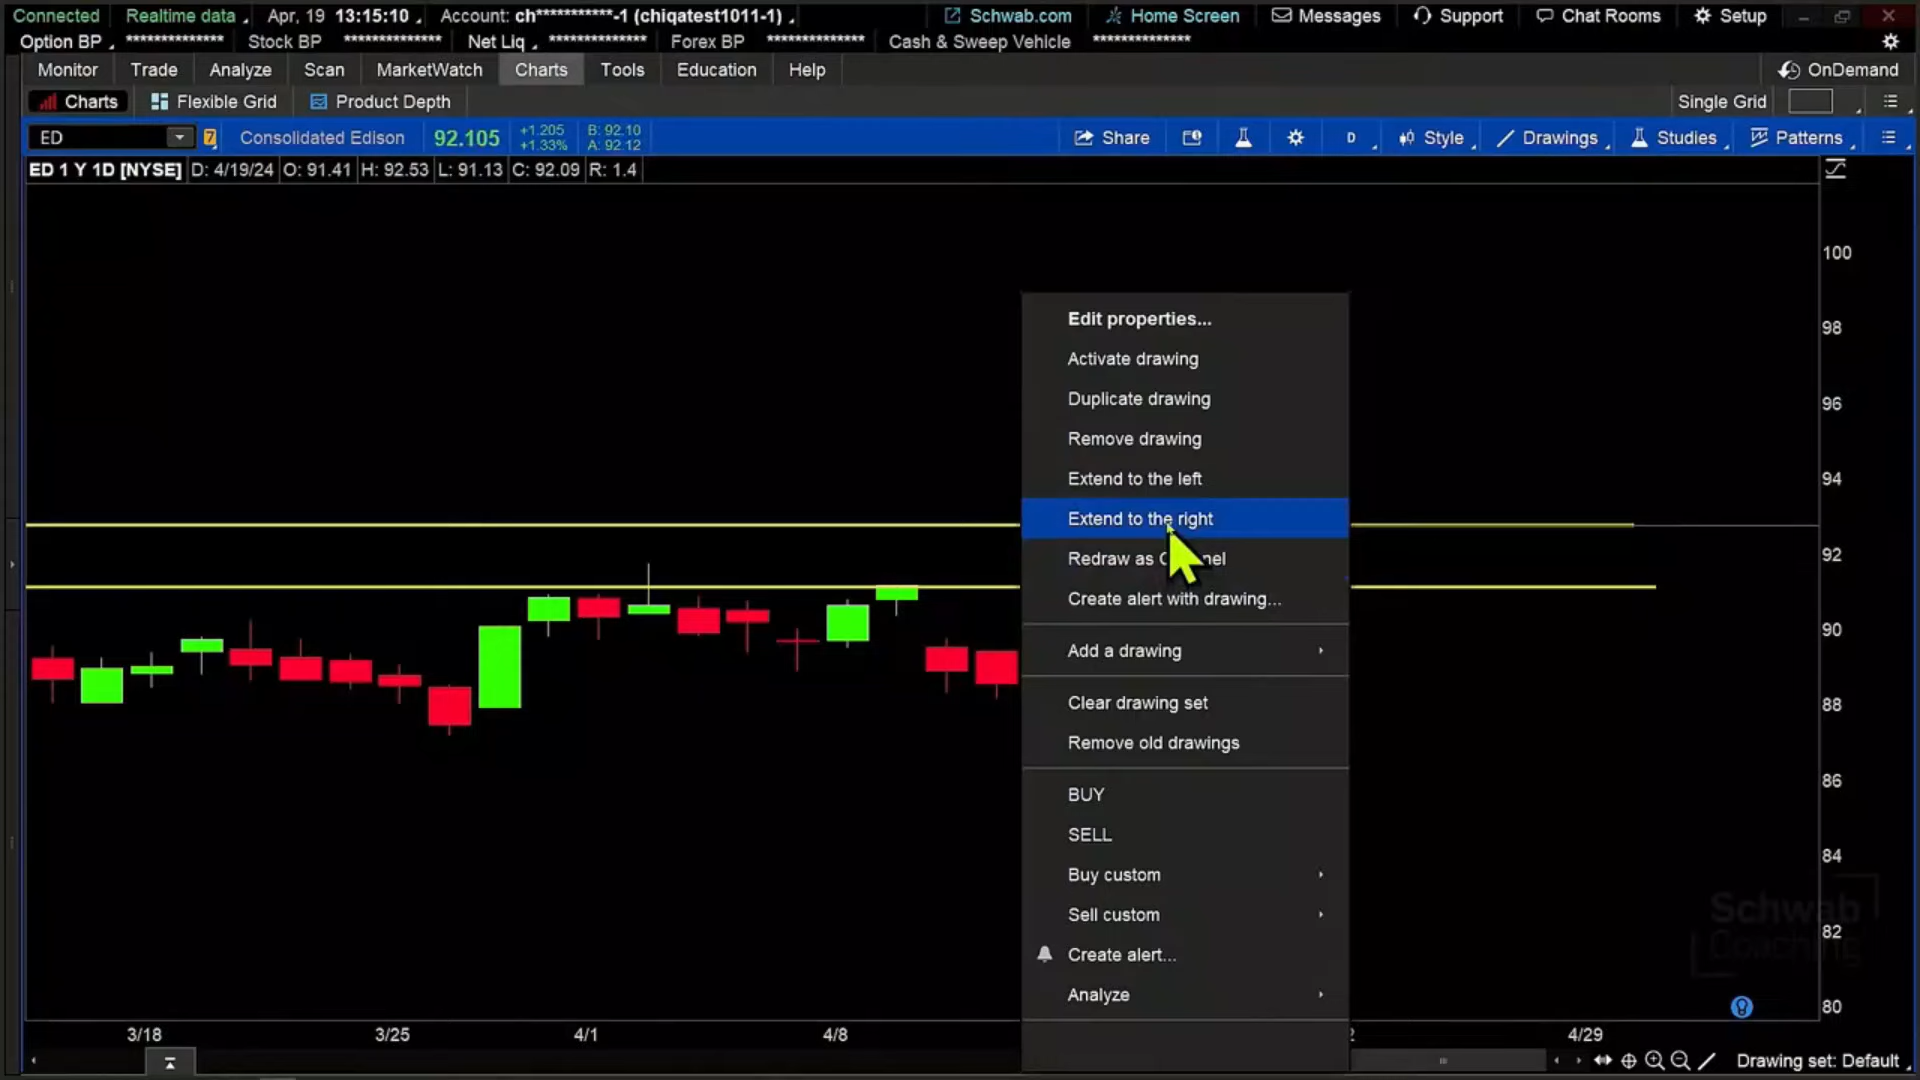 Connected Realtime data Apr, 19 13:15:10 Account: ch***********-1 (chiqatest1011-1) Schwab.com Home Screen Messages Support Chat Rooms Setup
Option BP ************** Stock BP ************** Net Liq ************** Forex BP ************** Cash & Sweep Vehicle **************
Monitor Trade Analyze Scan MarketWatch Charts Tools Education Help OnDemand
Charts Flexible Grid Product Depth Single Grid
ED 7 Consolidated Edison 92.105 +1.205 +1.33% B: 92.10 A: 92.12 Share D Style Drawings Studies Patterns
ED 1 Y 1D [NYSE] D: 4/19/24 O: 91.41 H: 92.53 L: 91.13 C: 92.09 R: 1.4
100
98
96
94
92
90
88
86
84
82
80
Edit properties...
Activate drawing
Duplicate drawing
Remove drawing
Extend to the left
Extend to the right
Redraw as
Create alert with drawing...
Add a drawing
Clear drawing set
Remove old drawings
BUY
SELL
Buy custom
Sell custom
Create alert...
Analyze
Schwab
Coaching
3/18 3/25 4/1 4/8 4/29
Drawing set: Default